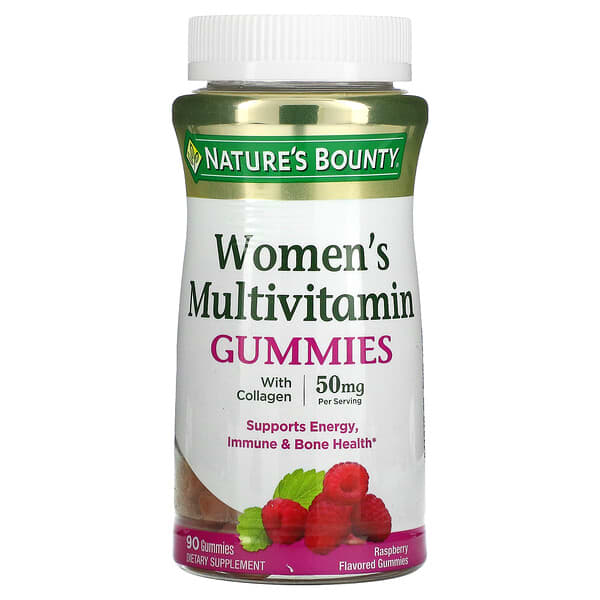 NATURE'S BOUNTY®
Women's
Multivitamin
GUMMIES
With
Collagen
50mg
Per Serving
Supports Energy,
Immune & Bone Health*
90 Gummies
DIETARY SUPPLEMENT
Raspberry
Flavored Gummies